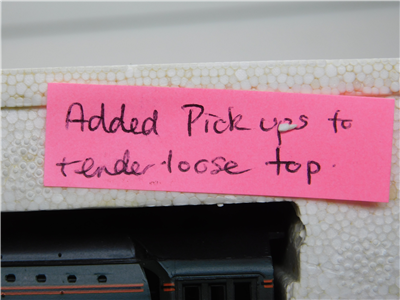 Added Pick ups to
tender loose top.